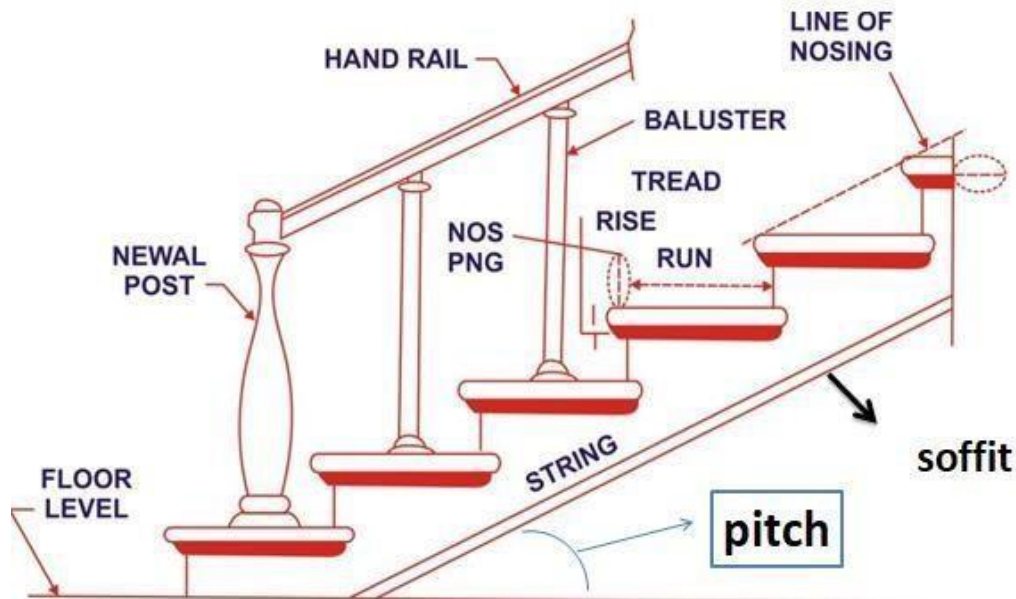 LINE OF
NOSING
HAND RAIL
BALUSTER
TREAD
RISE
NOS
PNG
RUN
NEWAL
POST
STRING
soffit
FLOOR
LEVEL
pitch